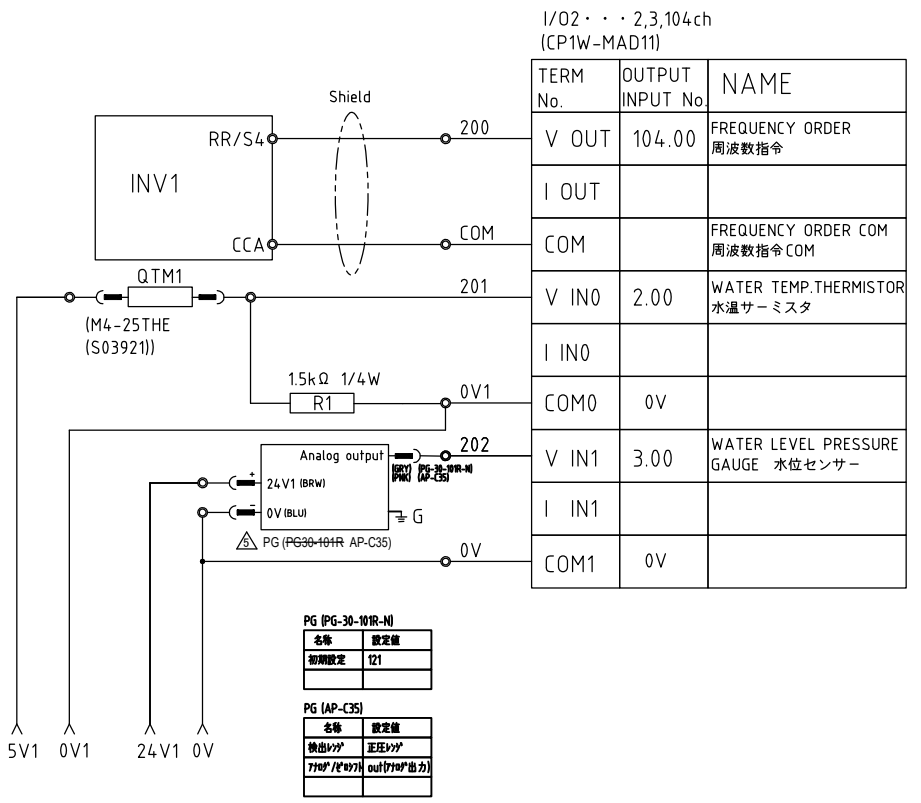 I/O2・・・2,3,104ch
(CP1W-MAD11)
TERM No.
OUTPUT INPUT No.
NAME
Shield
INV1
RR/S4
200
V OUT
104.00
FREQUENCY ORDER
周波数指令
I OUT
CCA
COM
COM
FREQUENCY ORDER COM
周波数指令COM
QTM1
(M4-25THE
(S03921))
201
V IN0
2.00
WATER TEMP.THERMISTOR
水温サーミスタ
I IN0
1.5kΩ 1/4W
R1
0V1
COM0
0V
Analog output
(GRY) (PG-30-101R-N)
(PNK) (AP-C35)
202
V IN1
3.00
WATER LEVEL PRESSURE
GAUGE 水位センサー
+
24V1 (BRW)
-
0V (BLU)
G
I IN1
5
PG (PG30-101R AP-C35)
0V
COM1
0V
PG (PG-30-101R-N)
名称 設定値
初期設定 121
PG (AP-C35)
名称 設定値
検出ﾚﾝｼﾞ 正圧ﾚﾝｼﾞ
ｱﾅﾛｸﾞ/ｾﾞﾛｼﾌﾄ out(ｱﾅﾛｸﾞ出力)
5V1
0V1
24V1
0V